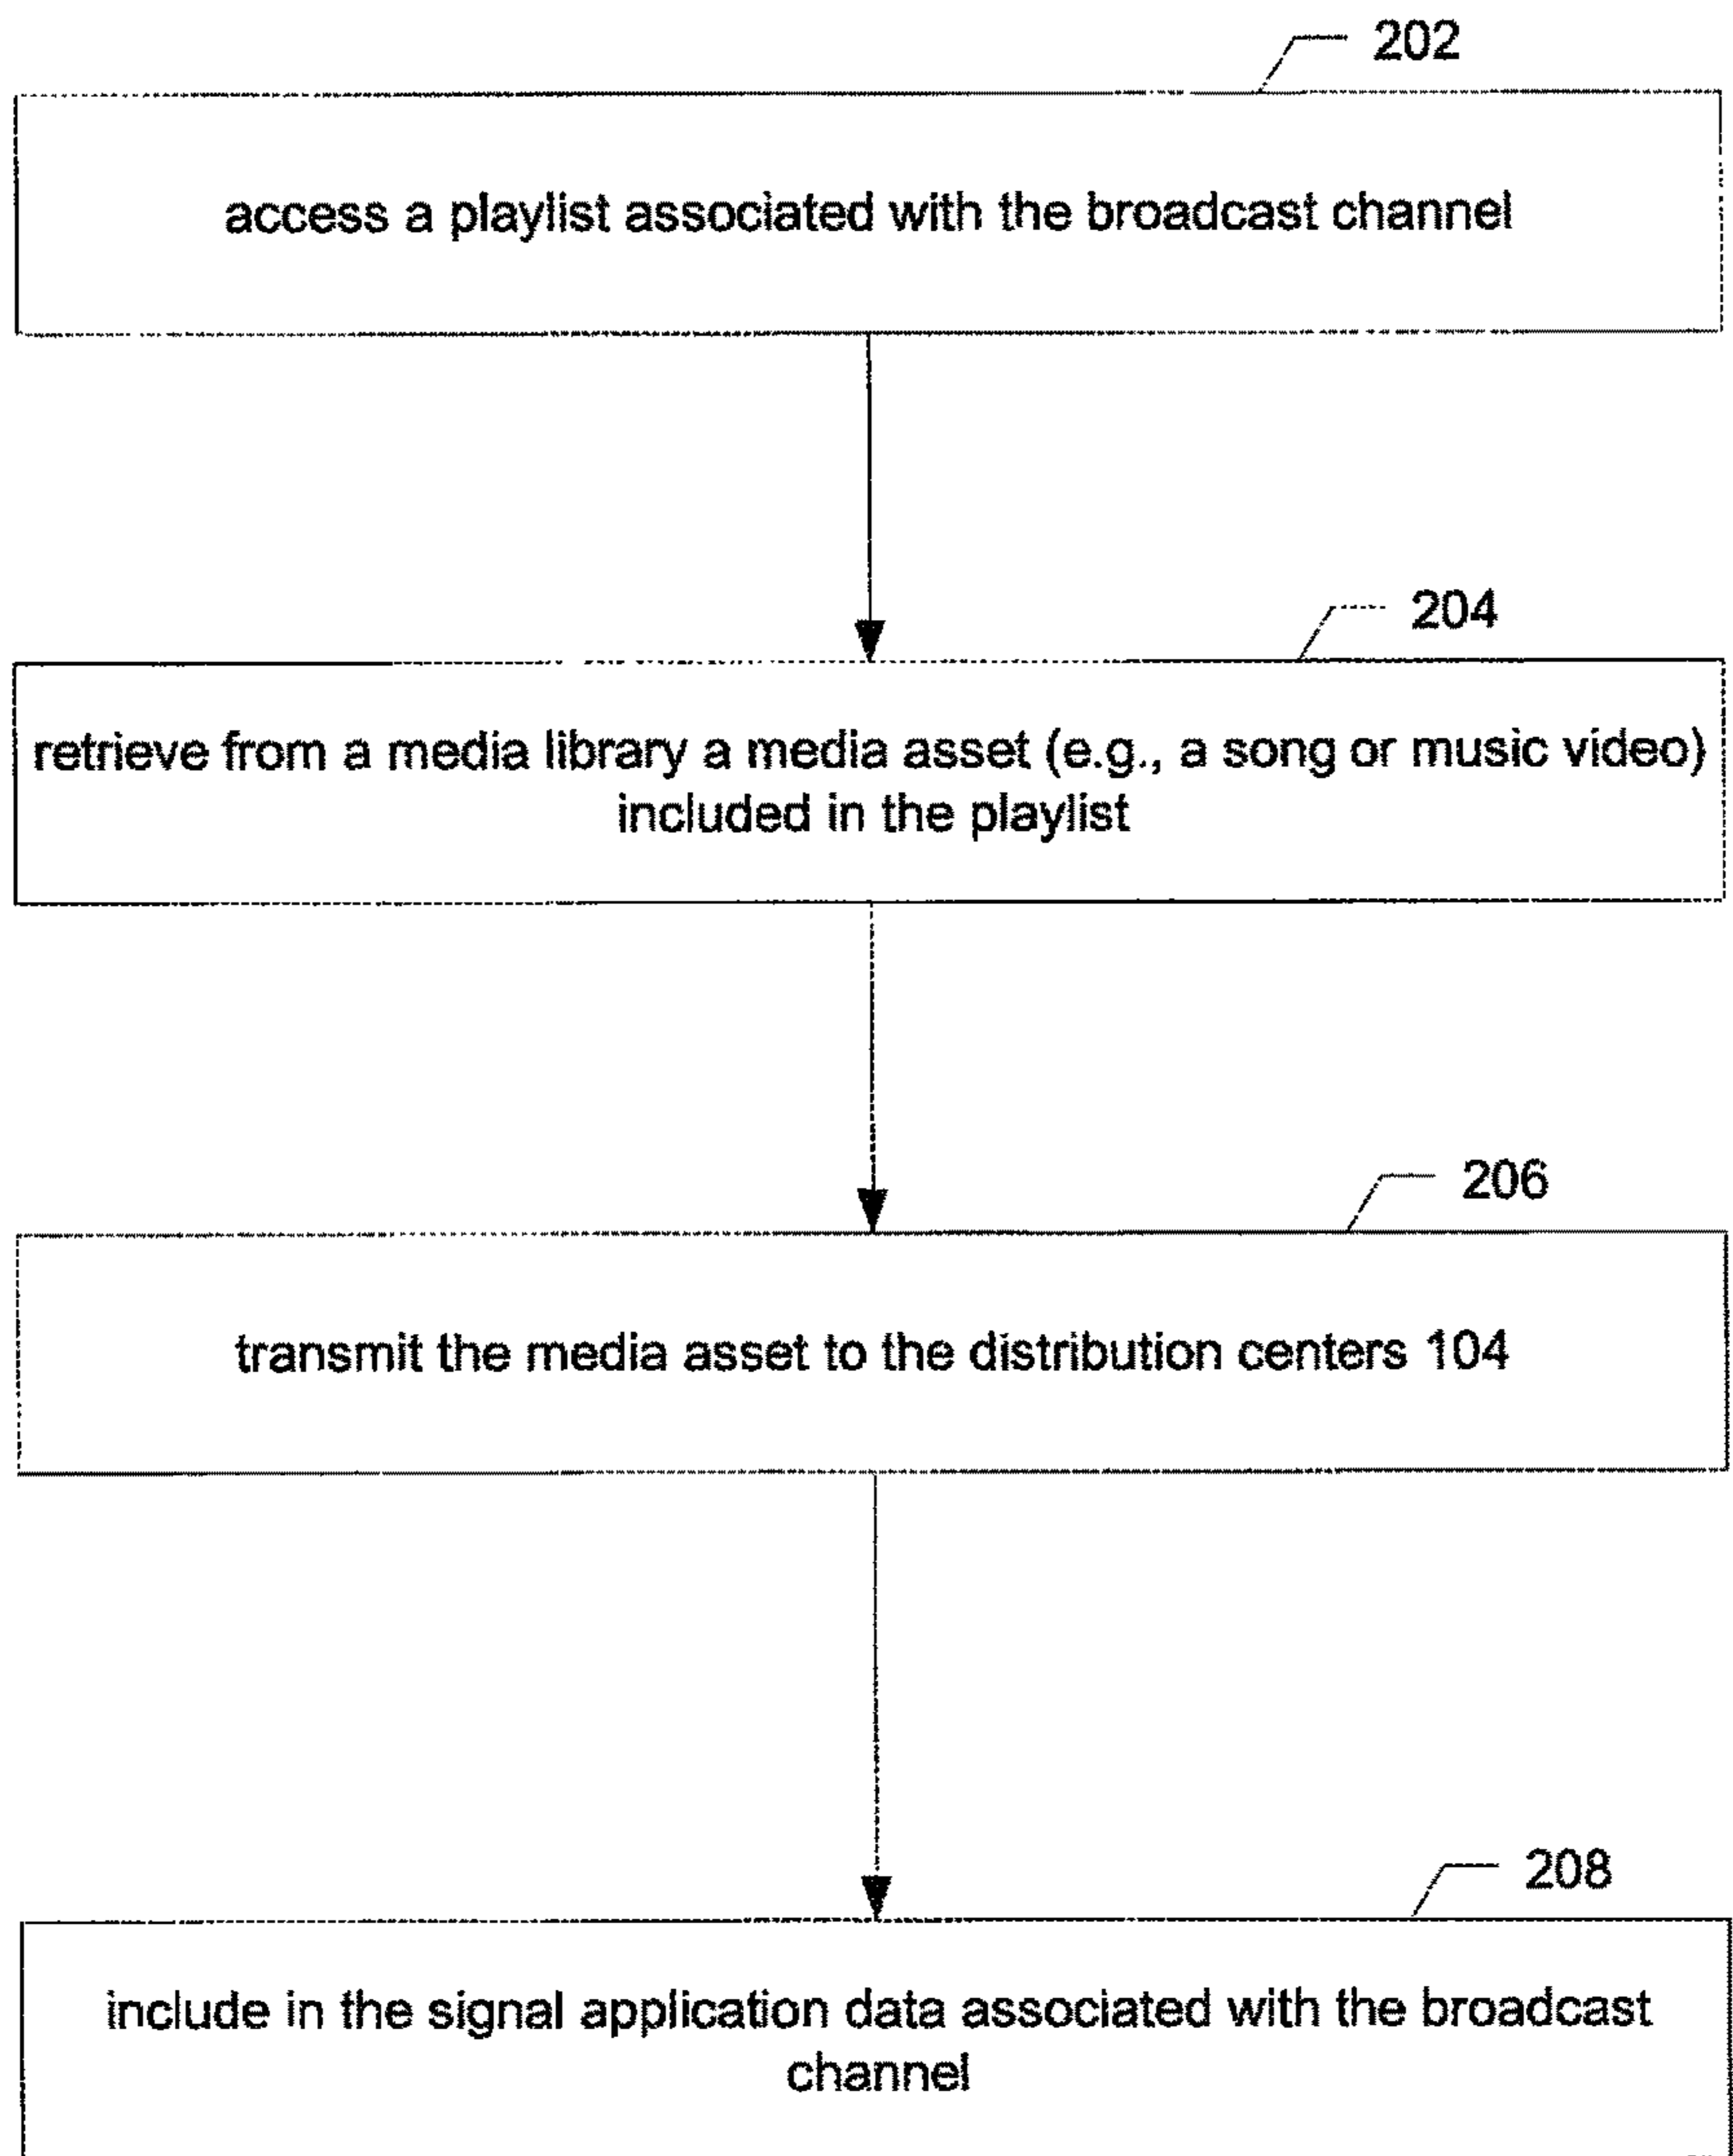 202
access a playlist associated with the broadcast channel
204
retrieve from a media library a media asset (e.g., a song or music video)
included in the playlist
206
transmit the media asset to the distribution centers 104
208
include in the signal application data associated with the broadcast
channel